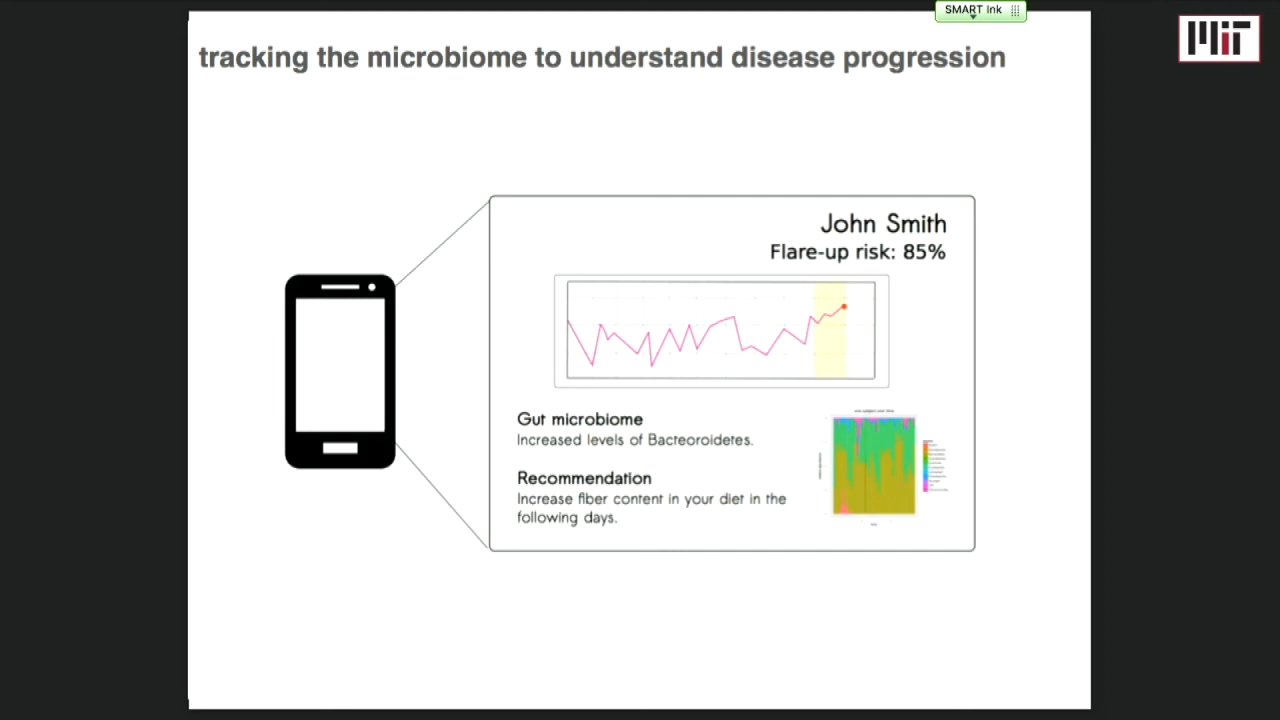 SMART Ink
MIT
tracking the microbiome to understand disease progression
John Smith
Flare-up risk: 85%
Gut microbiome
Increased levels of Bacteoroidetes.
Recommendation
Increase fiber content in your diet in the
following days.